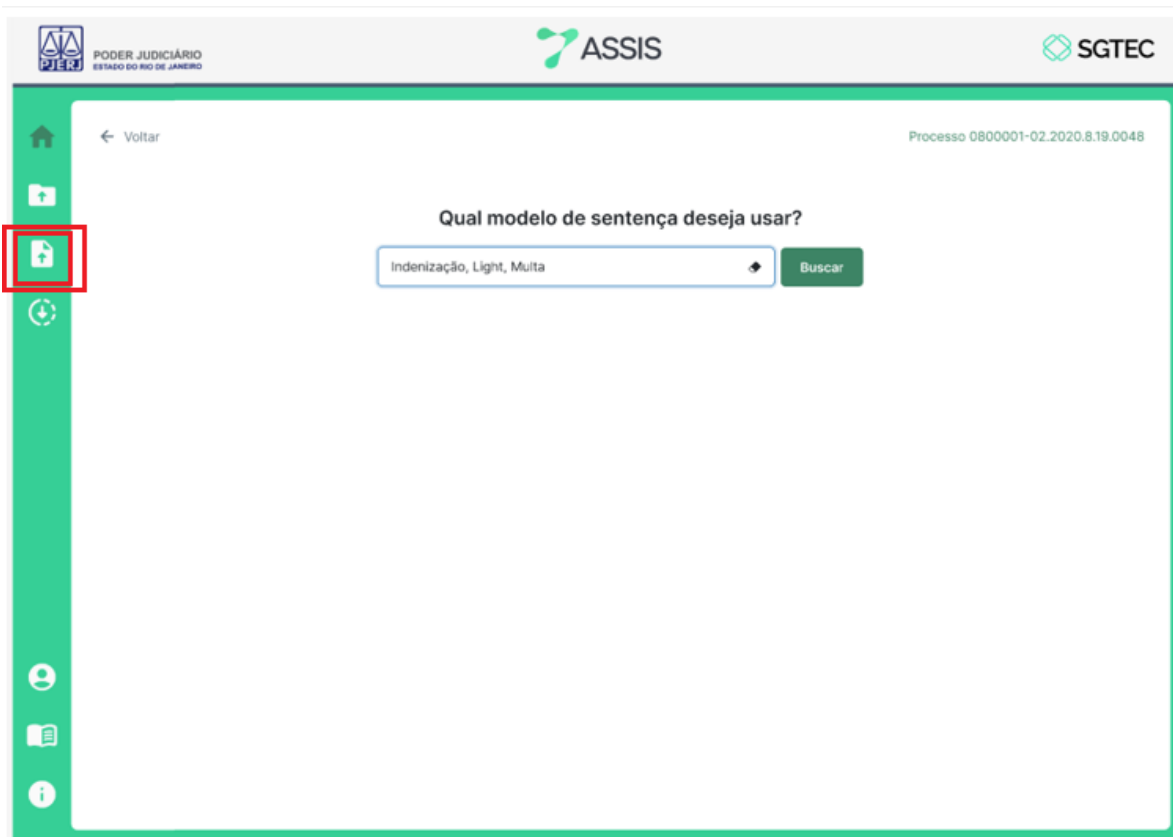 PJERJ
PODER JUDICIÁRIO
ESTADO DO RIO DE JANEIRO
ASSIS
SGTEC
Voltar
Processo 0800001-02.2020.8.19.0048
Qual modelo de sentença deseja usar?
Indenização, Light, Multa
Buscar